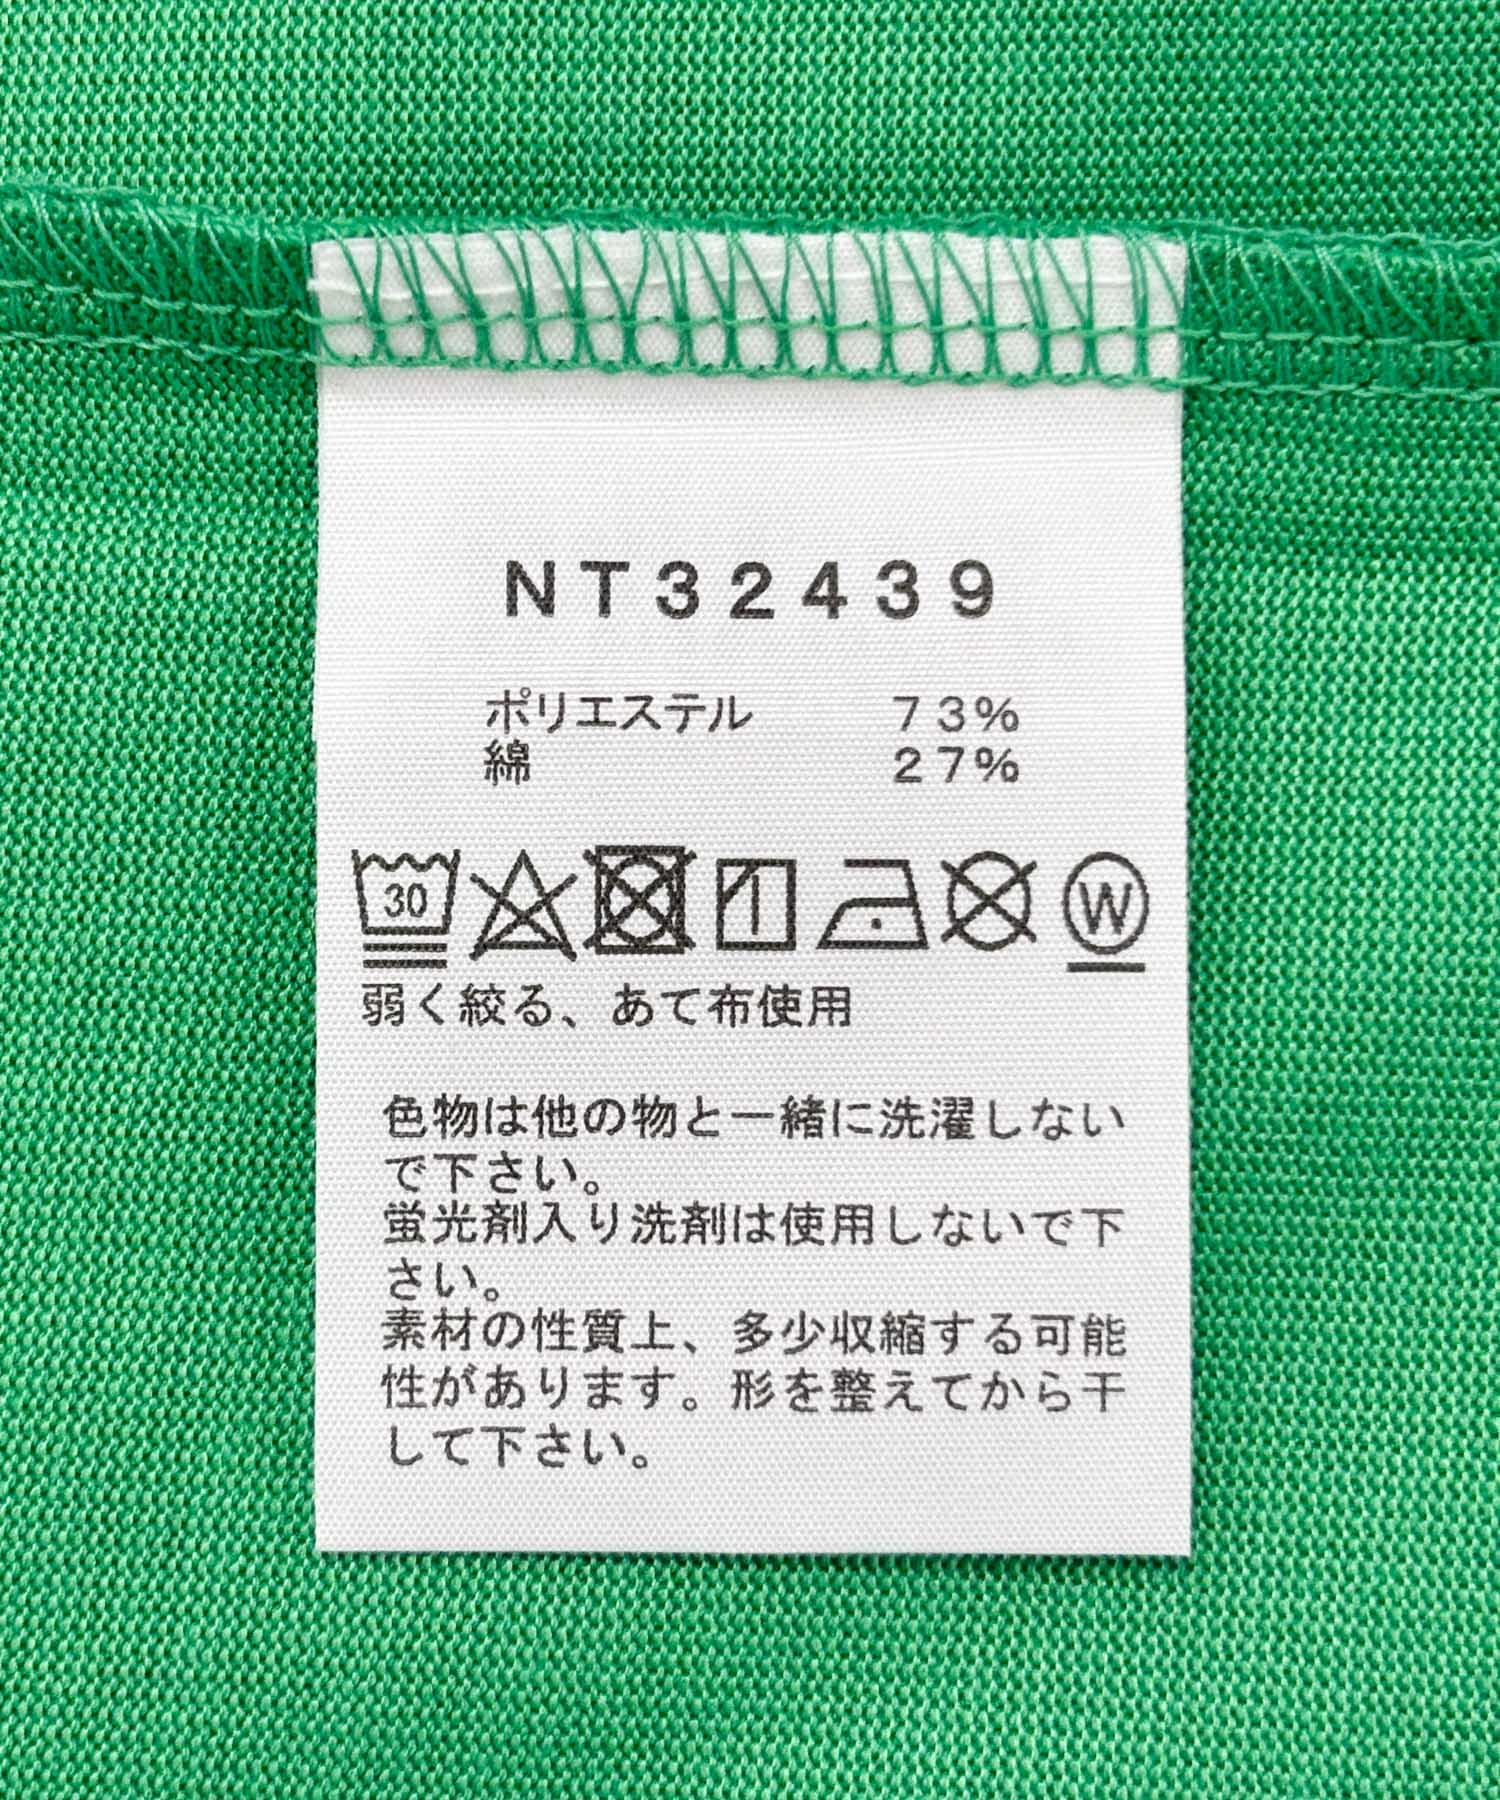 NT32439
ポリエステル 73%
綿 27%
30 W
弱く絞る、あて布使用
色物は他の物と一緒に洗濯しない
で下さい。
蛍光剤入り洗剤は使用しないで下
さい。
素材の性質上、多少収縮する可能
性があります。形を整えてから干
して下さい。